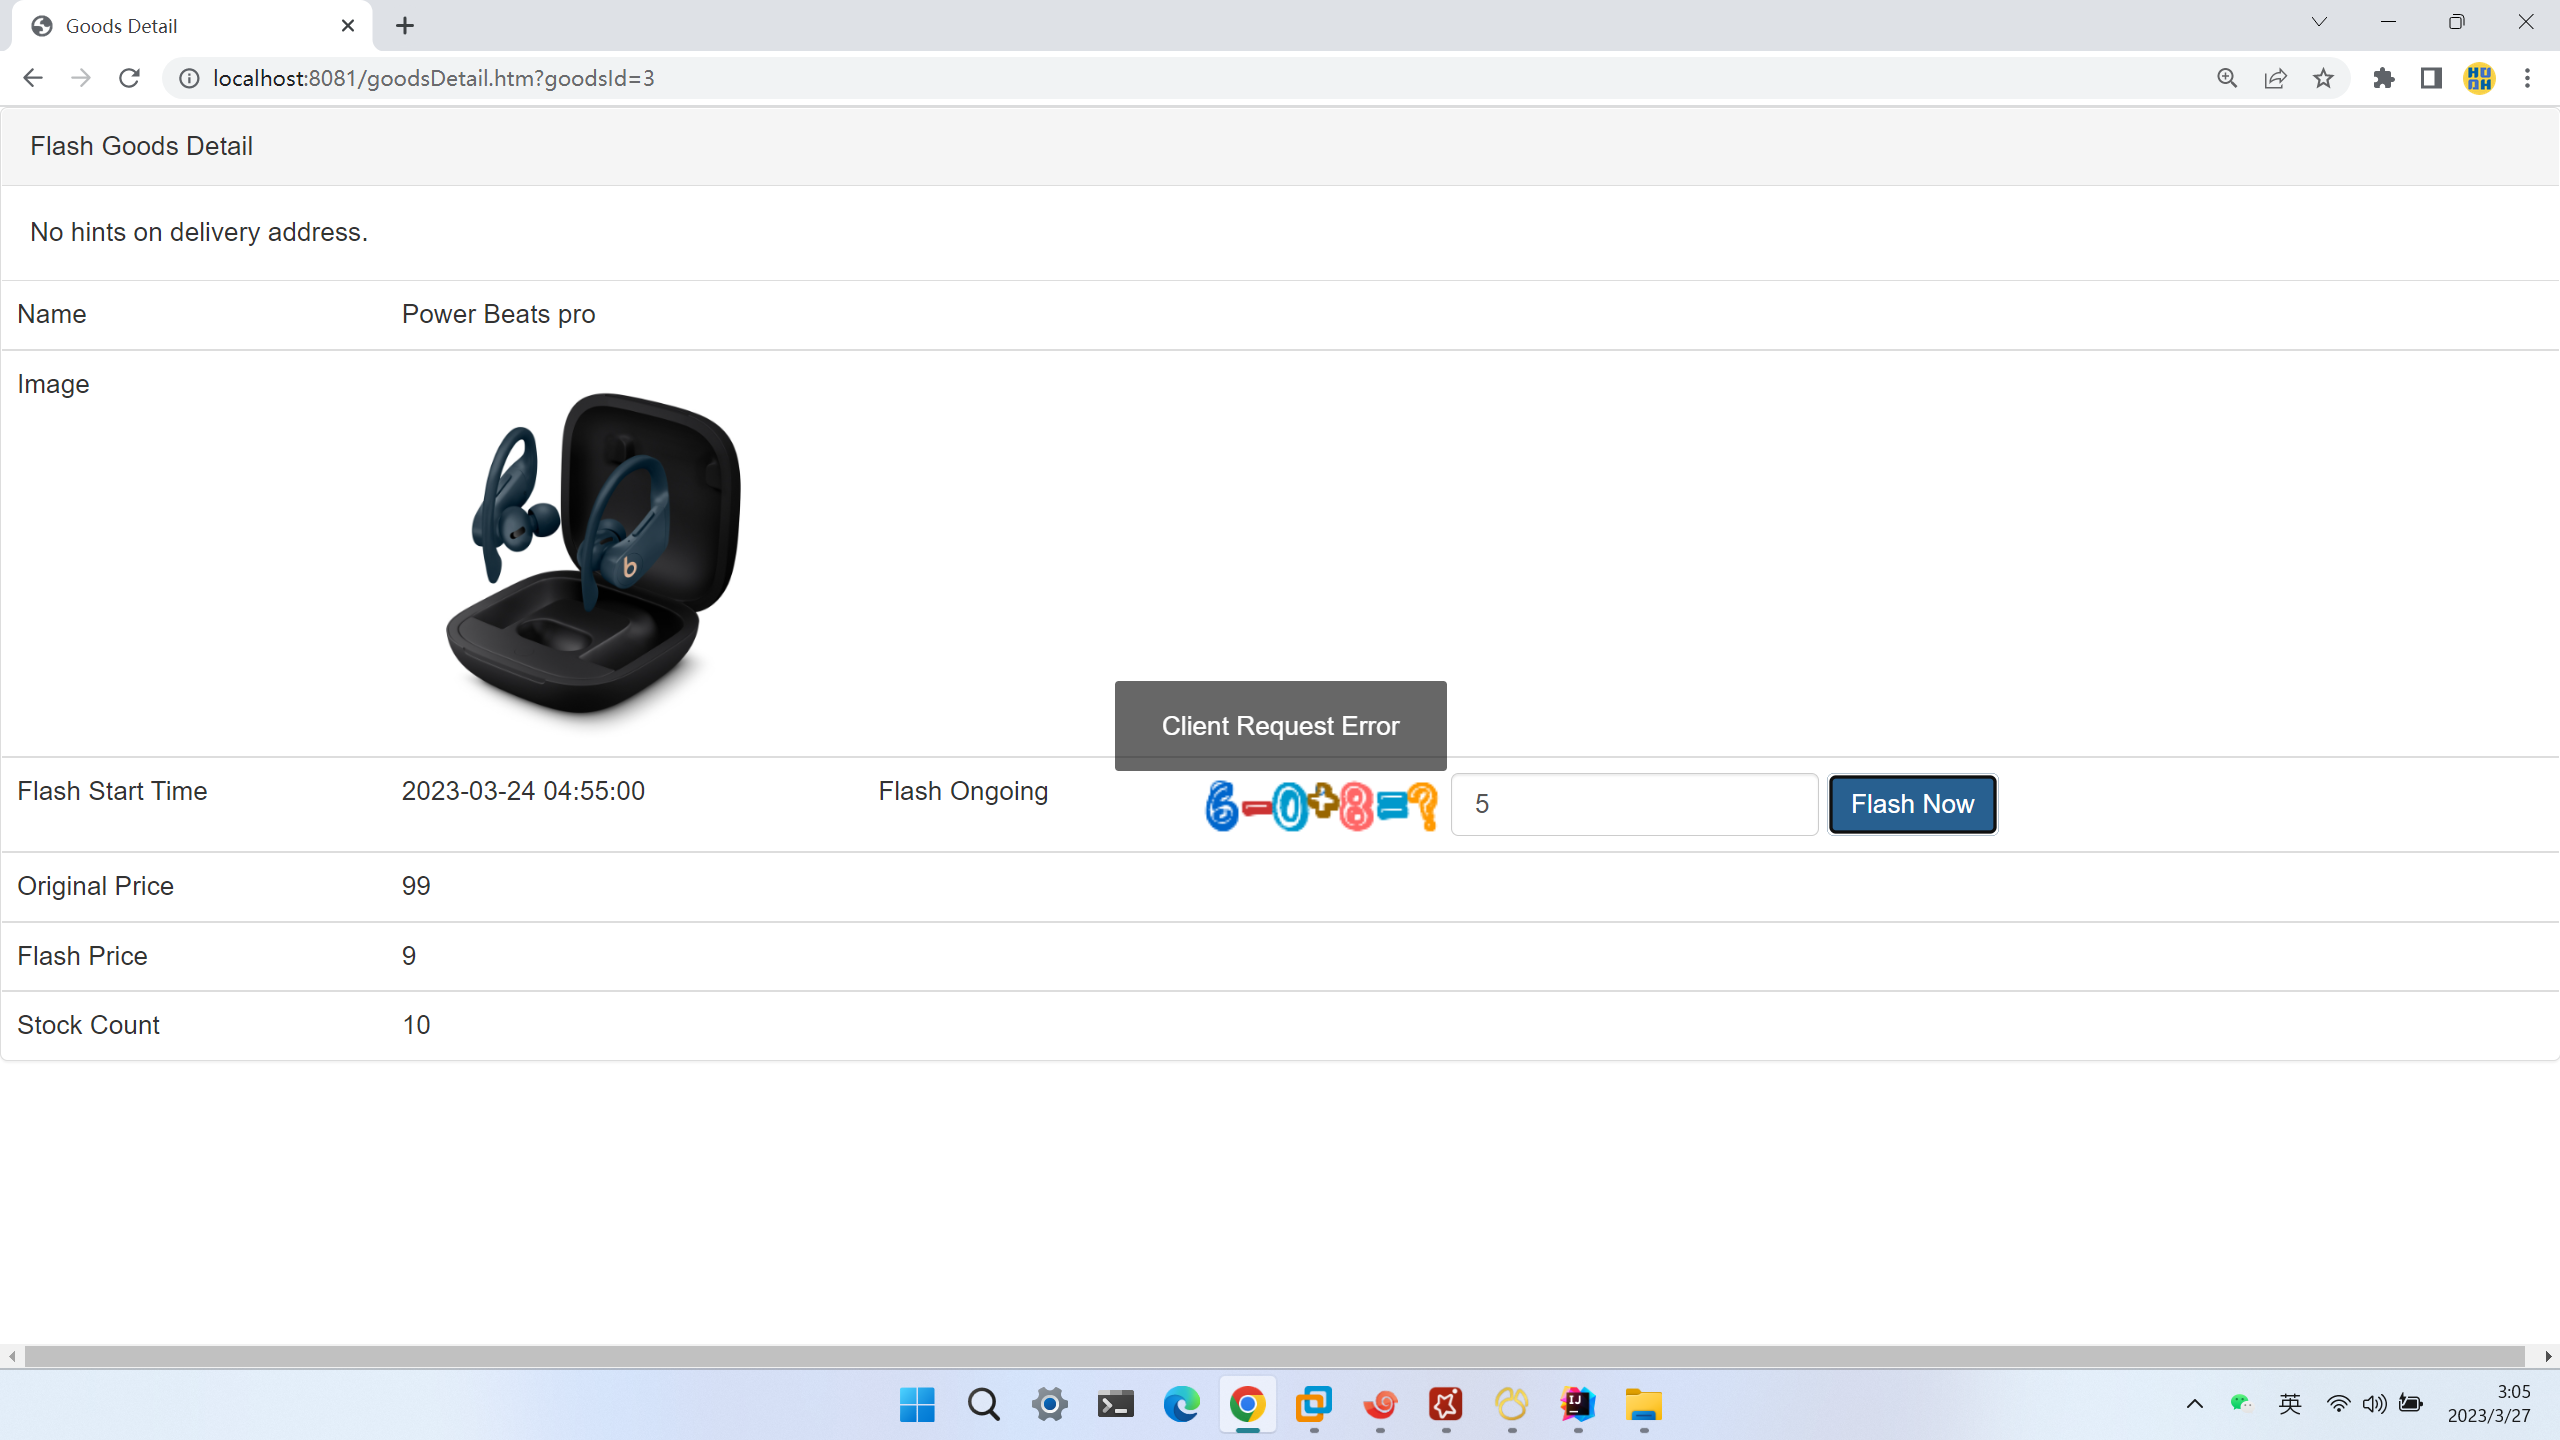 Goods Detail
localhost:8081/goodsDetail.htm?goodsId=3
Flash Goods Detail
No hints on delivery address.
Name Power Beats pro
Image
b
Client Request Error
Flash Start Time 2023-03-24 04:55:00 Flash Ongoing 6-0+8=? 5 Flash Now
Original Price 99
Flash Price 9
Stock Count 10
IJ
英
3:05
2023/3/27